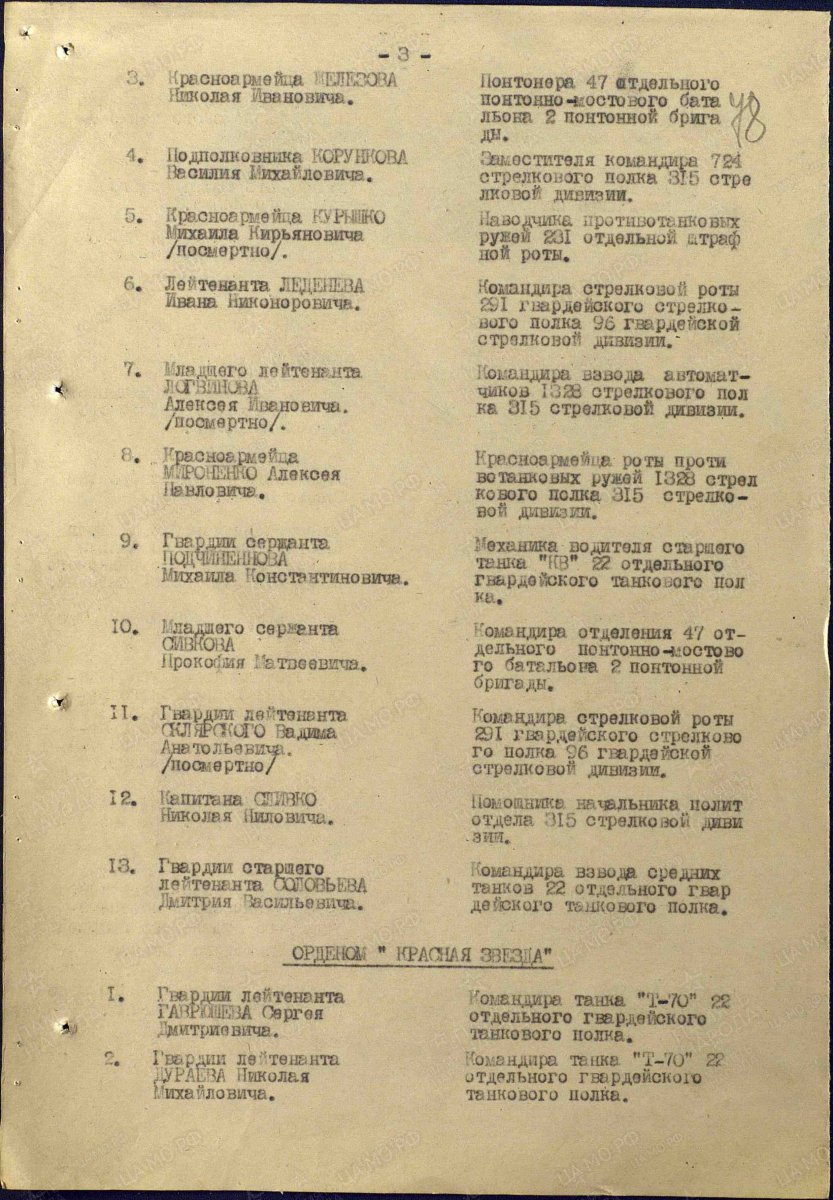 - 3 -
78
3. Красноармейца ЖЕЛЕЗОВА
Николая Ивановича.
Понтонера 47 отдельного
понтонно-мостового бата
льона 2 понтонной брига
ды.
4. Подполковника КОРУНКОВА
Василия Михайловича.
Заместителя командира 724
стрелкового полка 315 стре
лковой дивизии.
5. Красноармейца КУРЫШКО
Михаила Кирьяновича
/посмертно/.
Наводчика противотанковых
ружей 231 отдельной штраф
ной роты.
6. Лейтенанта ЛЕДЕНЕВА
Ивана Никоноровича.
Командира стрелковой роты
291 гвардейского стрелко-
вого полка 96 гвардейской
стрелковой дивизии.
7. Младшего лейтенанта
ЛОГВИНОВА
Алексея Ивановича.
/посмертно/.
Командира взвода автомат-
чиков 1328 стрелкового пол
ка 315 стрелковой дивизии.
8. Красноармейца
МИРОНЕНКО Алексея
Павловича.
Красноармейца роты проти
вотанковых ружей 1328 стрел
кового полка 315 стрелко-
вой дивизии.
9. Гвардии сержанта
ПОДЧИНЕННОВА
Михаила Константиновича.
Механика водителя старшего
танка "КВ" 22 отдельного
гвардейского танкового пол
ка.
10. Младшего сержанта
СИВКОВА
Прокофия Матвеевича.
Командира отделения 47 от-
дельного понтонно-мостово
го батальона 2 понтонной
бригады.
11. Гвардии лейтенанта
СКЛЯРСКОГО Вадима
Анатольевича.
/посмертно/
Командира стрелковой роты
291 гвардейского стрелково
го полка 96 гвардейской
стрелковой дивизии.
12. Капитана СЛИВКО
Николая Ниловича.
Помощника начальника полит
отдела 315 стрелковой диви
зии.
13. Гвардии старшего
лейтенанта СОЛОВЬЕВА
Дмитрия Васильевича.
Командира взвода средних
танков 22 отдельного гвар
дейского танкового полка.
ОРДЕНОМ " КРАСНАЯ ЗВЕЗДА"
1. Гвардии лейтенанта
ГАВРЮШЕВА Сергея
Дмитриевича.
Командира танка "Т-70" 22
отдельного гвардейского
танкового полка.
2. Гвардии лейтенанта
ДУРАЕВА Николая
Михайловича.
Командира танка "Т-70" 22
отдельного гвардейского
танкового полка.